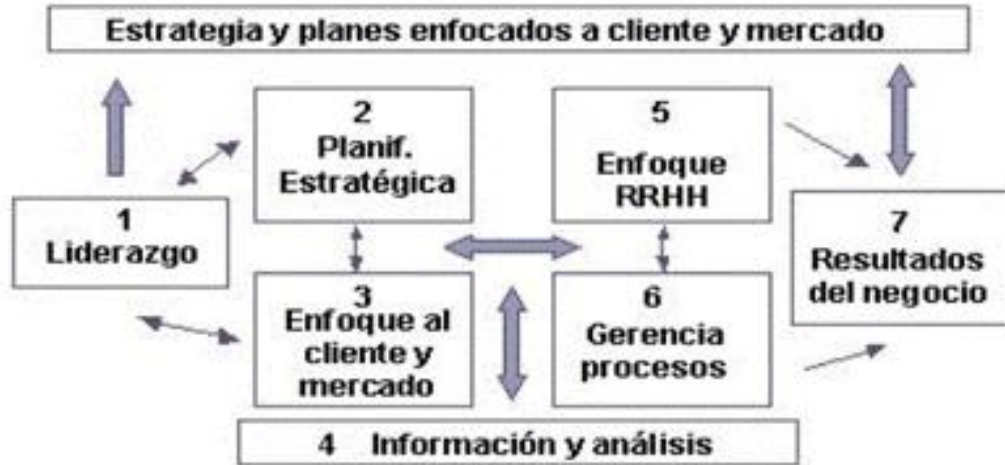 Estrategia y planes enfocados a cliente y mercado
1
Liderazgo
2
Planif.
Estratégica
3
Enfoque al
cliente y
mercado
4 Información y análisis
5
Enfoque
RRHH
6
Gerencia
procesos
7
Resultados
del negocio